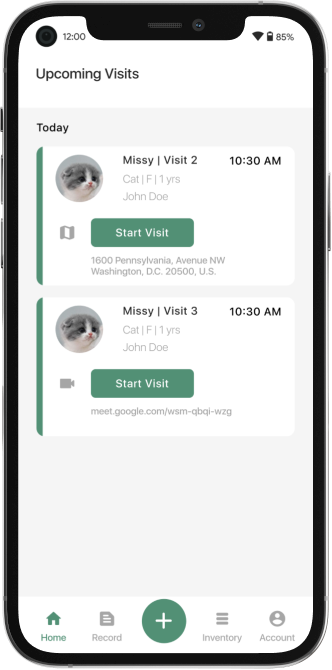 12:00
85%
Upcoming Visits
Today
Missy | Visit 2
10:30 AM
Cat | F | 1 yrs
John Doe
Start Visit
1600 Pennsylvania, Avenue NW
Washington, D.C. 20500, U.S.
Missy | Visit 3
10:30 AM
Cat | F | 1 yrs
John Doe
Start Visit
meet.google.com/wsm-qbqi-wzg
Home
Record
Inventory
Account